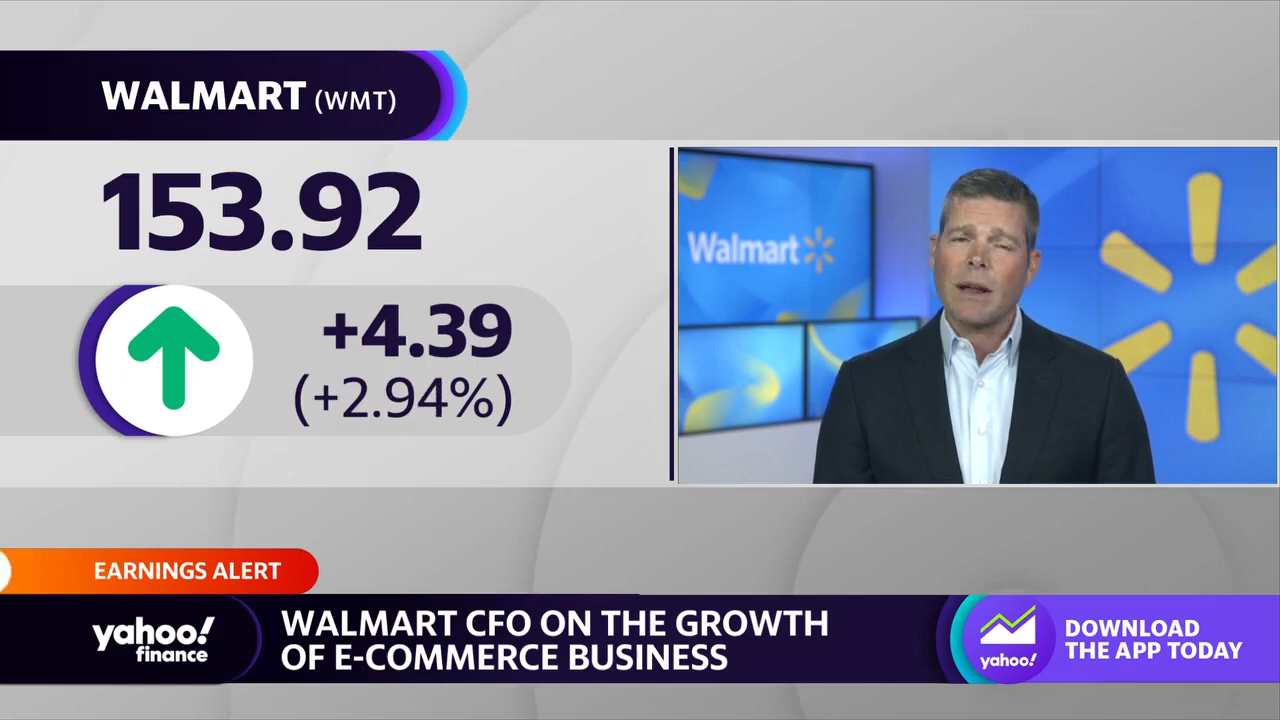 WALMART (WMT)
153.92
+4.39
(+2.94%)
Walmart
EARNINGS ALERT
yahoo!
finance
WALMART CFO ON THE GROWTH
OF E-COMMERCE BUSINESS
yahoo!
DOWNLOAD
THE APP TODAY